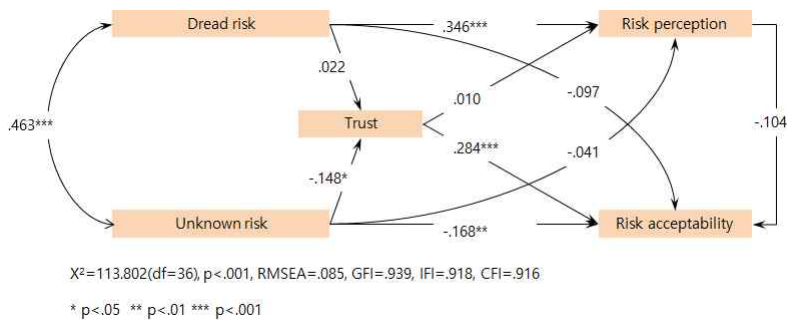 Dread risk
.346***
Risk perception
.022
.010
-.097
.463***
Trust
-.104
.284***
-.041
-.148*
Unknown risk
-.168**
Risk acceptability
X²=113.802(df=36), p<.001, RMSEA=.085, GFI=.939, IFI=.918, CFI=.916
* p<.05 ** p<.01 *** p<.001